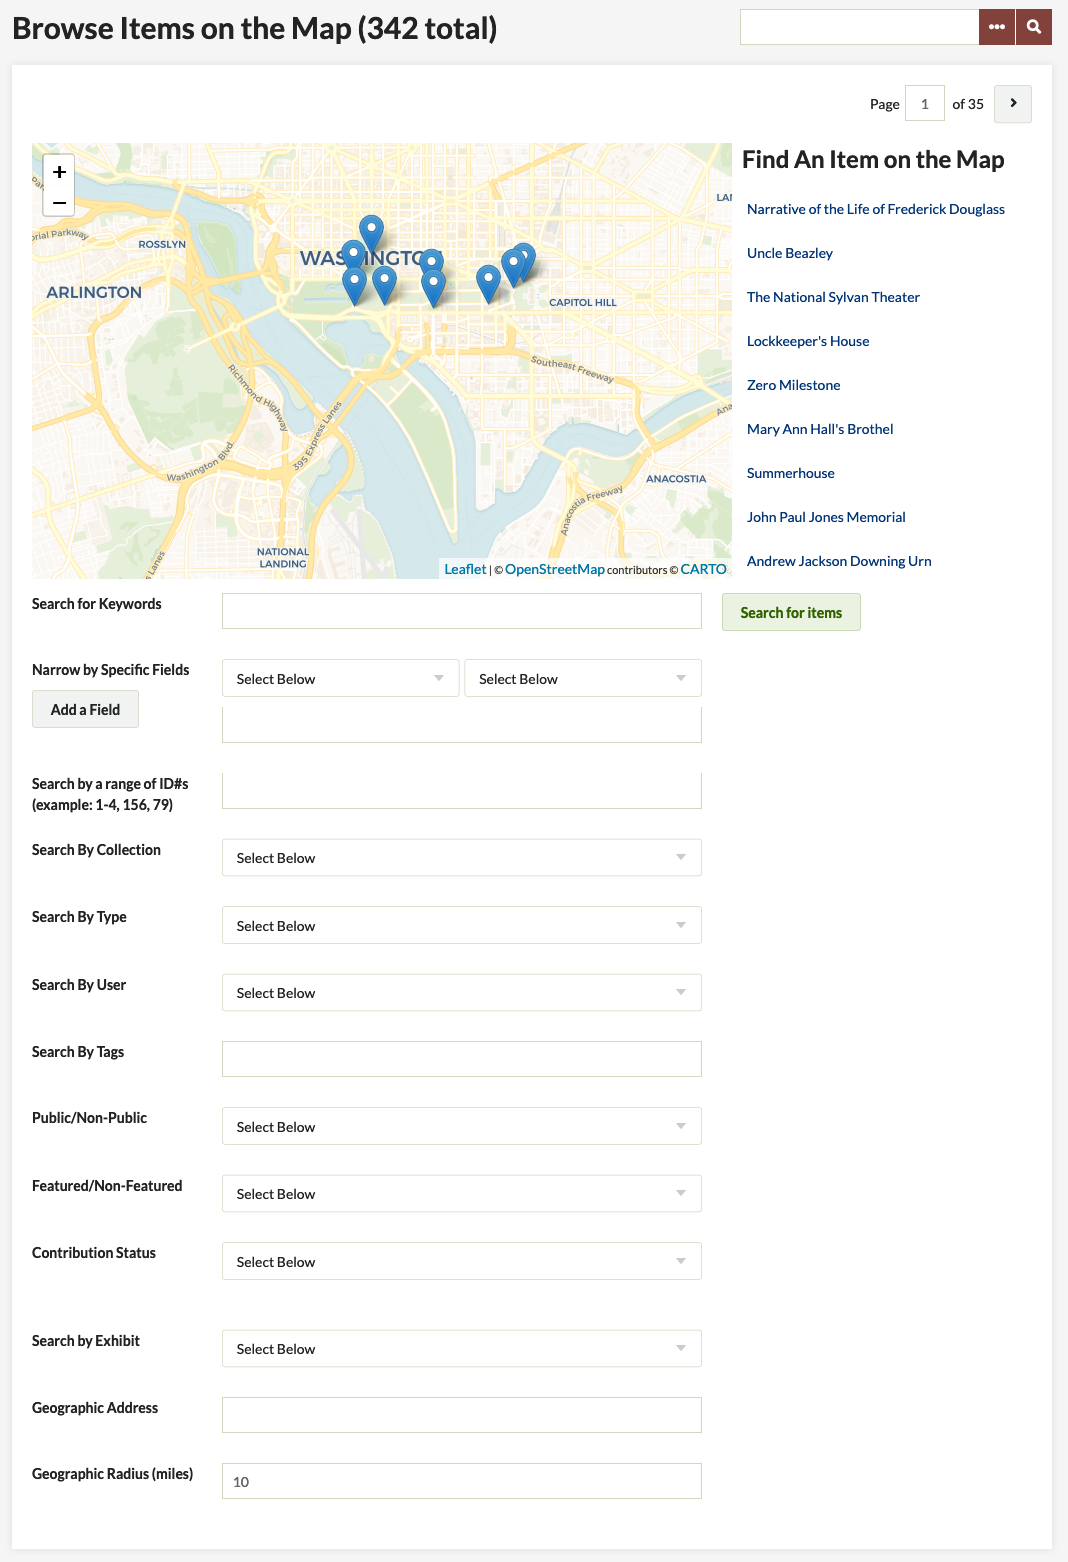 Browse Items on the Map (342 total)
Page 1 of 35
+
−
ROSSLYN
ARLINGTON
WASHINGTO
CAPITOL HILL
Southeast Freeway
Richmond Highway
395 Express Lanes
Washington Blvd
Anacostia Freeway
ANACOSTIA
NATIONAL
LANDING
s Lanes
LAN
Ana
orial Parkway
Leaflet | © OpenStreetMap contributors © CARTO
Find An Item on the Map
Narrative of the Life of Frederick Douglass
Uncle Beazley
The National Sylvan Theater
Lockkeeper's House
Zero Milestone
Mary Ann Hall's Brothel
Summerhouse
John Paul Jones Memorial
Andrew Jackson Downing Urn
Search for Keywords
Search for items
Narrow by Specific Fields
Select Below
Select Below
Add a Field
Search by a range of ID#s
(example: 1-4, 156, 79)
Search By Collection
Select Below
Search By Type
Select Below
Search By User
Select Below
Search By Tags
Public/Non-Public
Select Below
Featured/Non-Featured
Select Below
Contribution Status
Select Below
Search by Exhibit
Select Below
Geographic Address
Geographic Radius (miles)
10